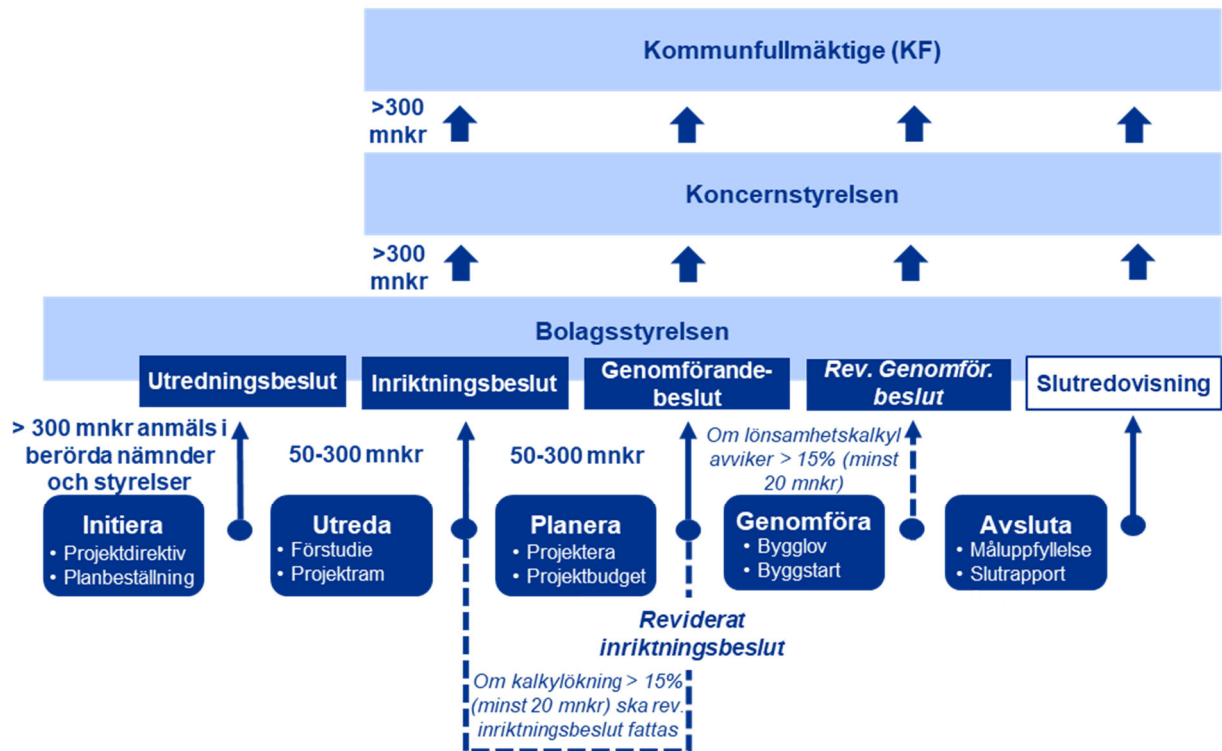 Kommunfullmäktige (KF)
>300
mnkr
Koncernstyrelsen
>300
mnkr
Bolagsstyrelsen
Utredningsbeslut
Inriktningsbeslut
Genomförande-
beslut
Rev. Genomför.
beslut
Slutredovisning
> 300 mnkr anmäls i
berörda nämnder
och styrelser
50-300 mnkr
50-300 mnkr
Om lönsamhetskalkyl
avviker > 15% (minst
20 mnkr)
Initiera
• Projektdirektiv
• Planbeställning
Utreda
• Förstudie
• Projektram
Planera
• Projektera
• Projektbudget
Genomföra
• Bygglov
• Byggstart
Avsluta
• Måluppfyllelse
• Slutrapport
Reviderat
inriktningsbeslut
Om kalkylökning > 15%
(minst 20 mnkr) ska rev.
inriktningsbeslut fattas